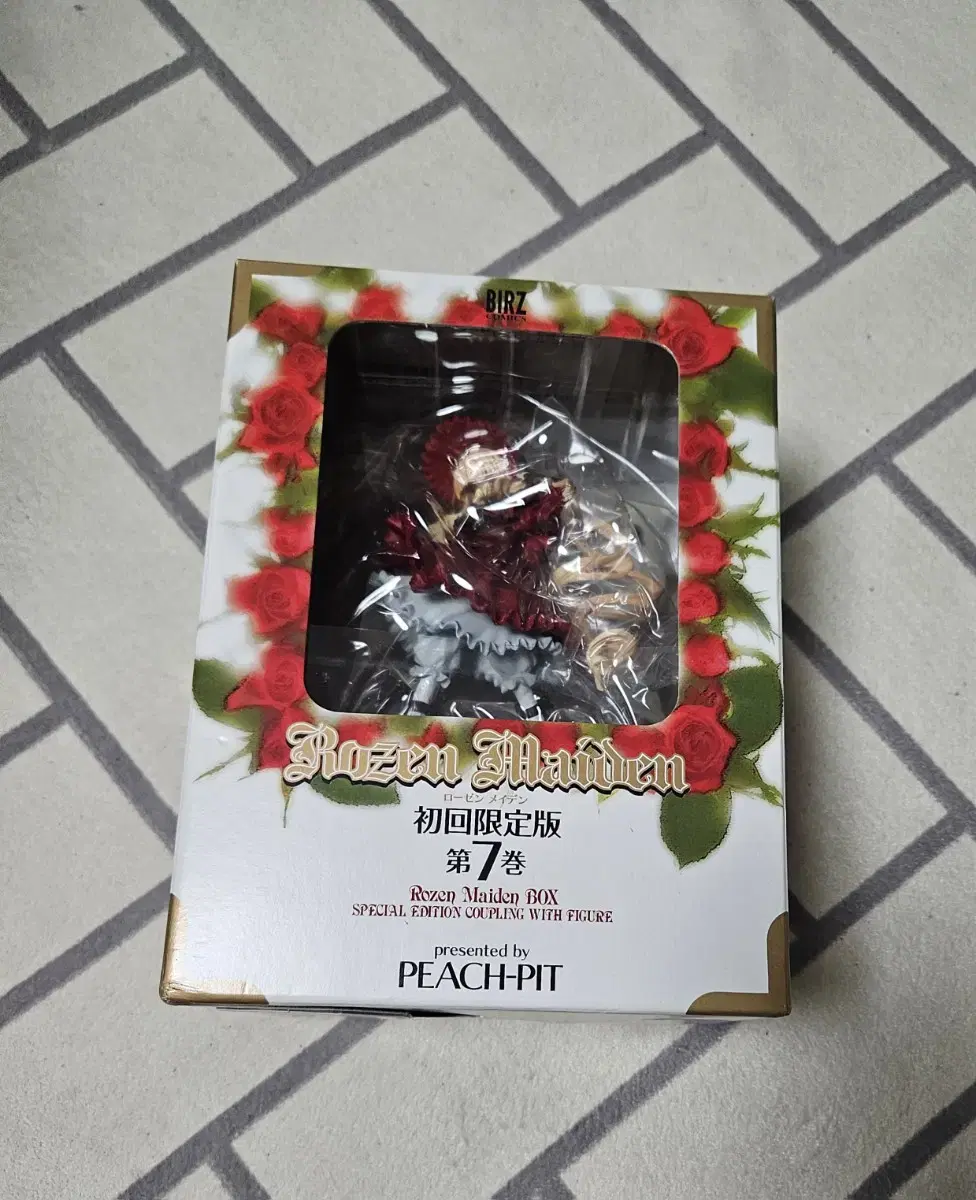 BIRZ
COMICS
Rozen Maiden
ローゼン メイデン
初回限定版
第7巻
Rozen Maiden BOX
SPECIAL EDITION COUPLING WITH FIGURE
presented by
PEACH-PIT